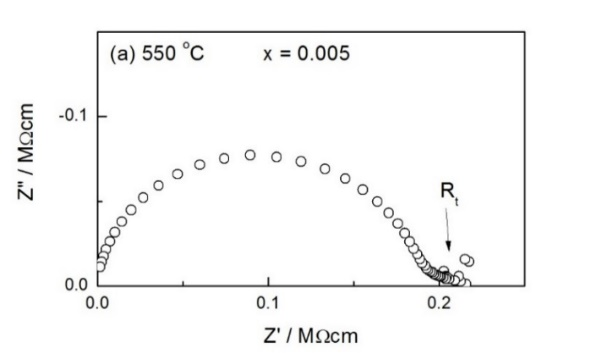 (a) 550 °C x = 0.005
-0.1
Z" / MΩcm
R_t
0.0
0.0 0.1 0.2
Z' / MΩcm